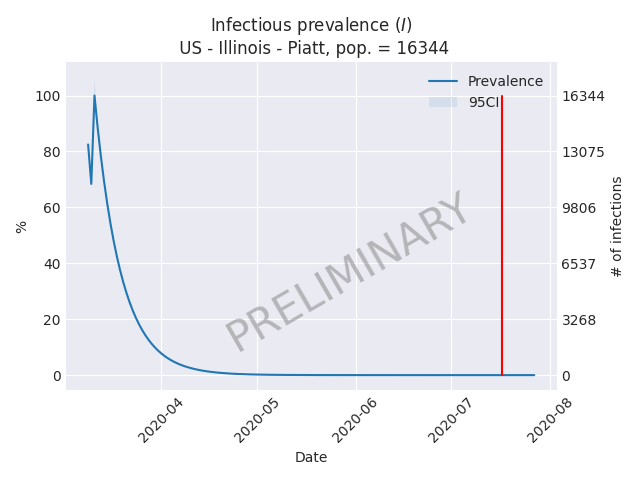 Infectious prevalence (I)
US - Illinois - Piatt, pop. = 16344
Prevalence
95CI
100
80
60
40
20
0
%
16344
13075
9806
6537
3268
0
# of infections
PRELIMINARY
2020-04
2020-05
2020-06
2020-07
2020-08
Date